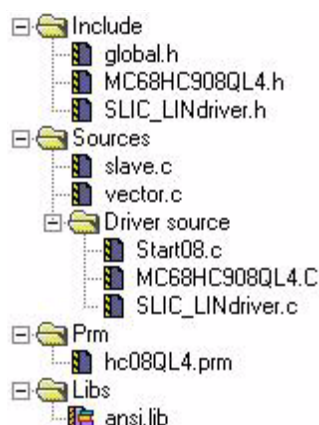 Include
global.h
MC68HC908QL4.h
SLIC_LINdriver.h
Sources
slave.c
vector.c
Driver source
Start08.c
MC68HC908QL4.C
SLIC_LINdriver.c
Prm
hc08QL4.prm
Libs
ansi.lib